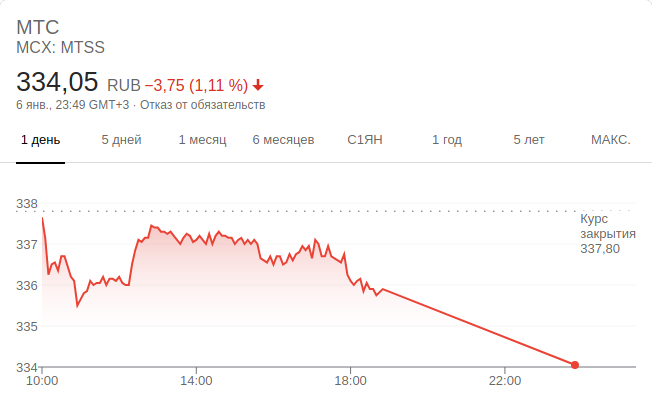 МТС
MCX: MTSS
334,05 RUB −3,75 (1,11 %)
6 янв., 23:49 GMT+3 · Отказ от обязательств
1 день 5 дней 1 месяц 6 месяцев С1ЯН 1 год 5 лет МАКС.
338
Курс
закрытия
337,80
337
336
335
334
10:00 14:00 18:00 22:00